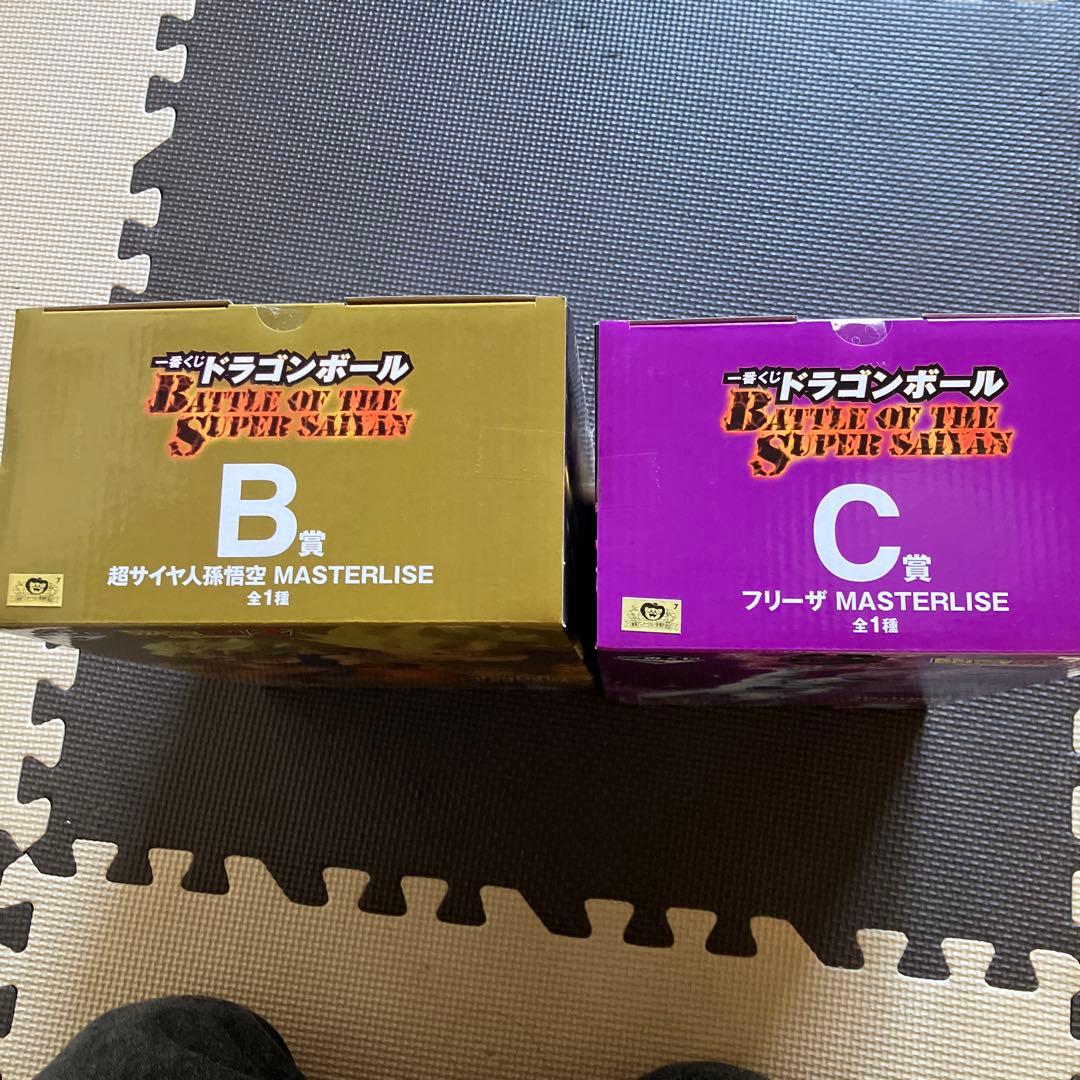 一番くじ ドラゴンボール
BATTLE OF THE
SUPER SAIYAN
B賞
超サイヤ人孫悟空 MASTERLISE
全1種
7
一番くじ ドラゴンボール
BATTLE OF THE
SUPER SAIYAN
C賞
フリーザ MASTERLISE
全1種
7